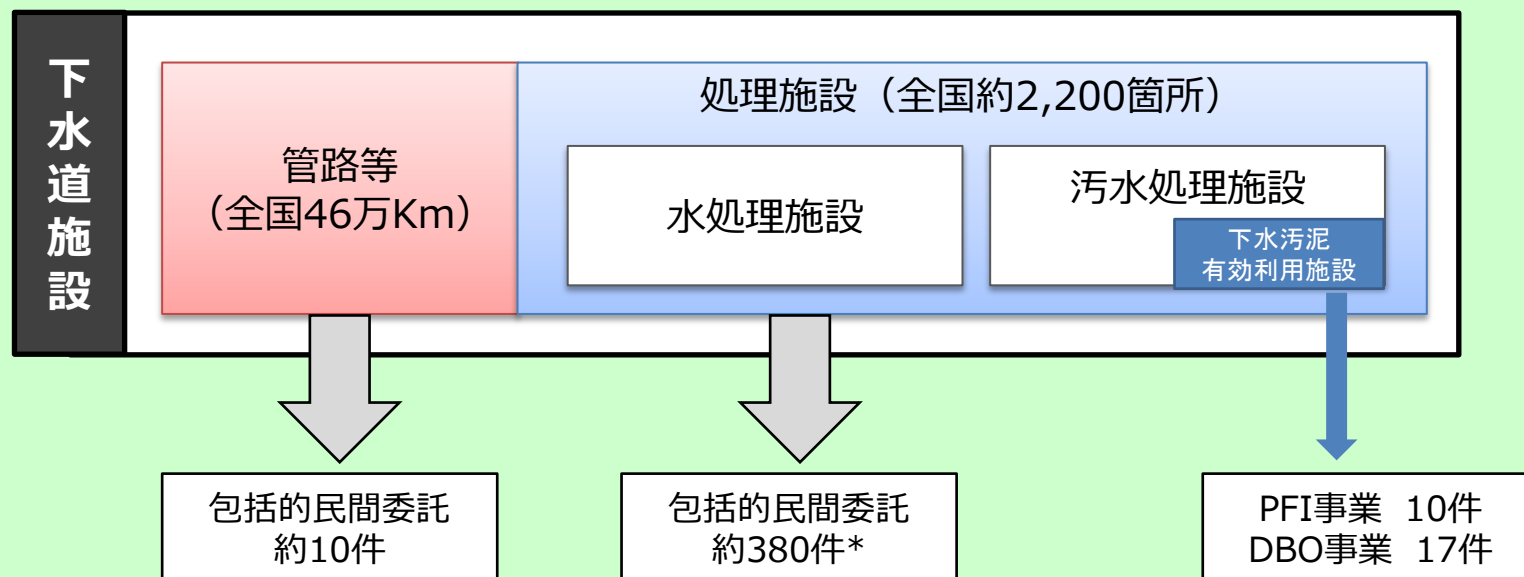 下水道施設
管路等
（全国46万Km）
処理施設（全国約2,200箇所）
水処理施設
汚水処理施設
下水汚泥
有効利用施設
包括的民間委託
約10件
包括的民間委託
約380件*
PFI事業 10件
DBO事業 17件